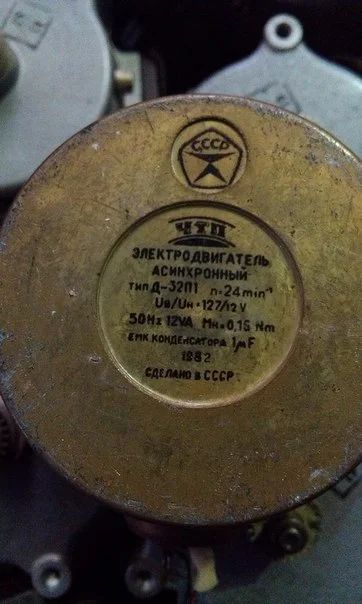 СССР
ЧТП
ЭЛЕКТРОДВИГАТЕЛЬ
АСИНХРОННЫЙ
ТИП Д-32П1 n=24min⁻¹
Uв/Uн=127/12V
50Hz 12VA Mн=0,15 Nm
ЕМК КОНДЕНСАТОРА 1μF
1982
СДЕЛАНО В СССР